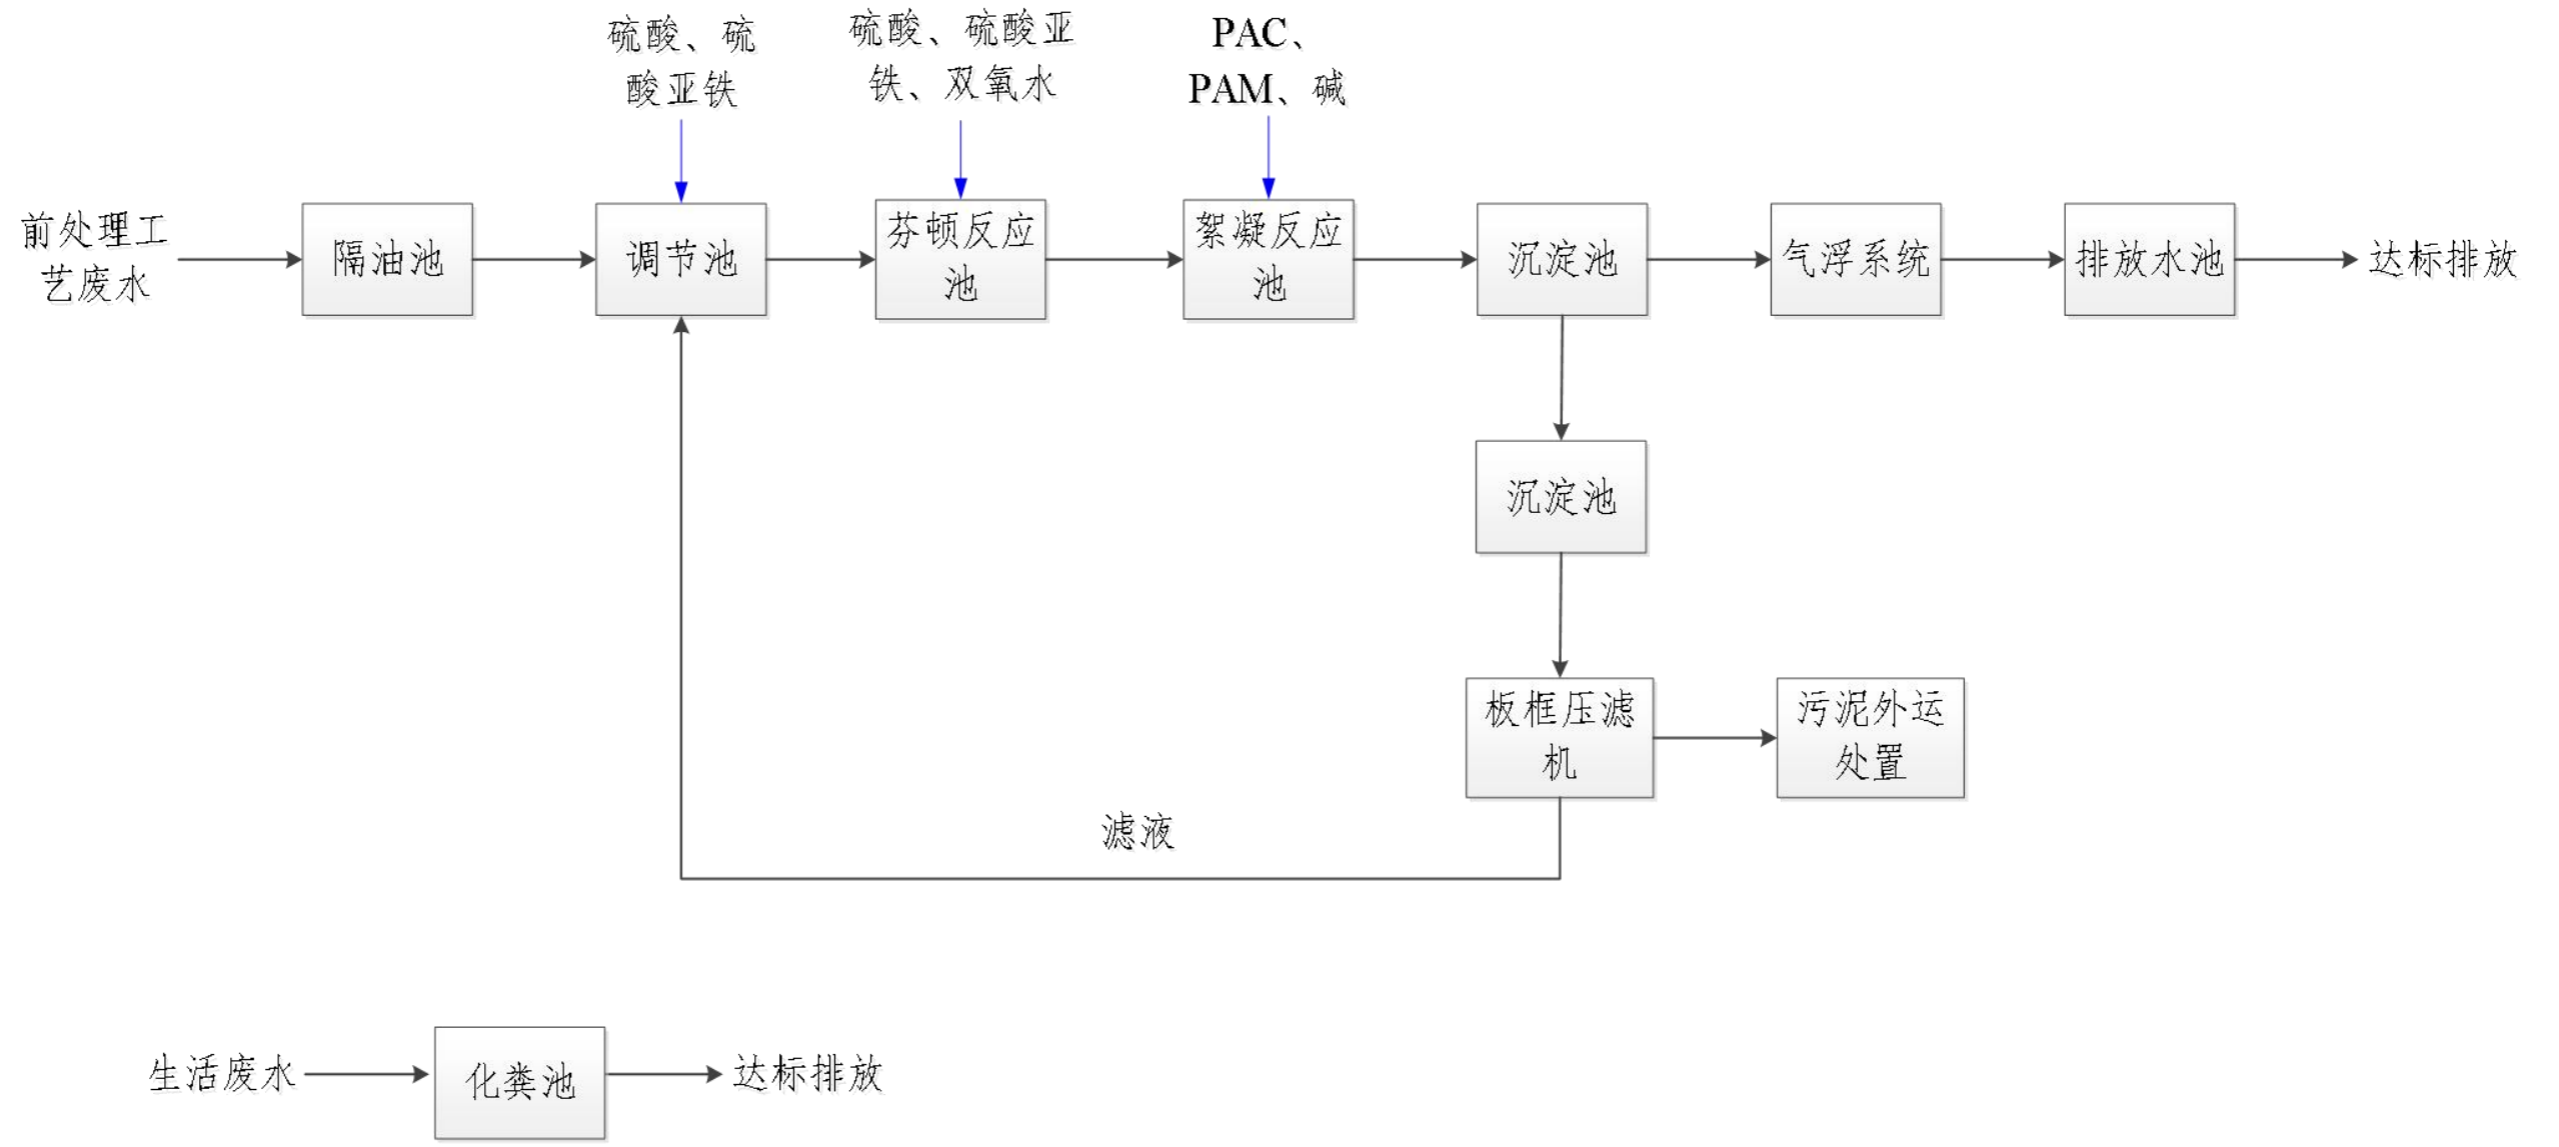 硫酸、硫
酸亚铁
硫酸、硫酸亚
铁、双氧水
PAC、
PAM、碱
前处理工
艺废水
隔油池
调节池
芬顿反应
池
絮凝反应
池
沉淀池
气浮系统
排放水池
达标排放
沉淀池
板框压滤
机
污泥外运
处置
滤液
生活废水
化粪池
达标排放